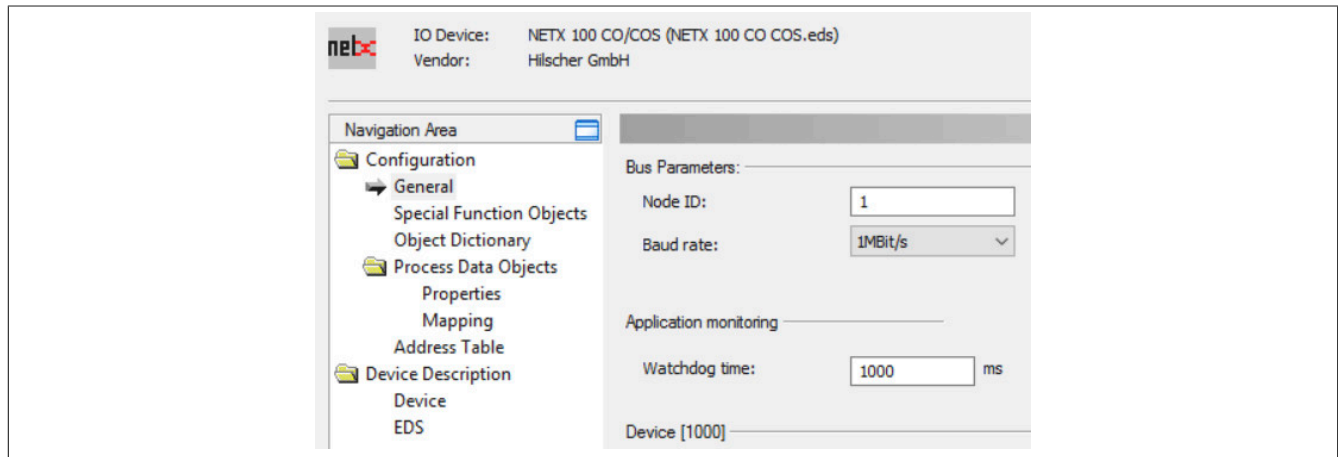 netx
IO Device: NETX 100 CO/COS (NETX 100 CO COS.eds)
Vendor: Hilscher GmbH
Navigation Area
Configuration
General
Special Function Objects
Object Dictionary
Process Data Objects
Properties
Mapping
Address Table
Device Description
Device
EDS
Bus Parameters:
Node ID: 1
Baud rate: 1MBit/s
Application monitoring
Watchdog time: 1000 ms
Device [1000]